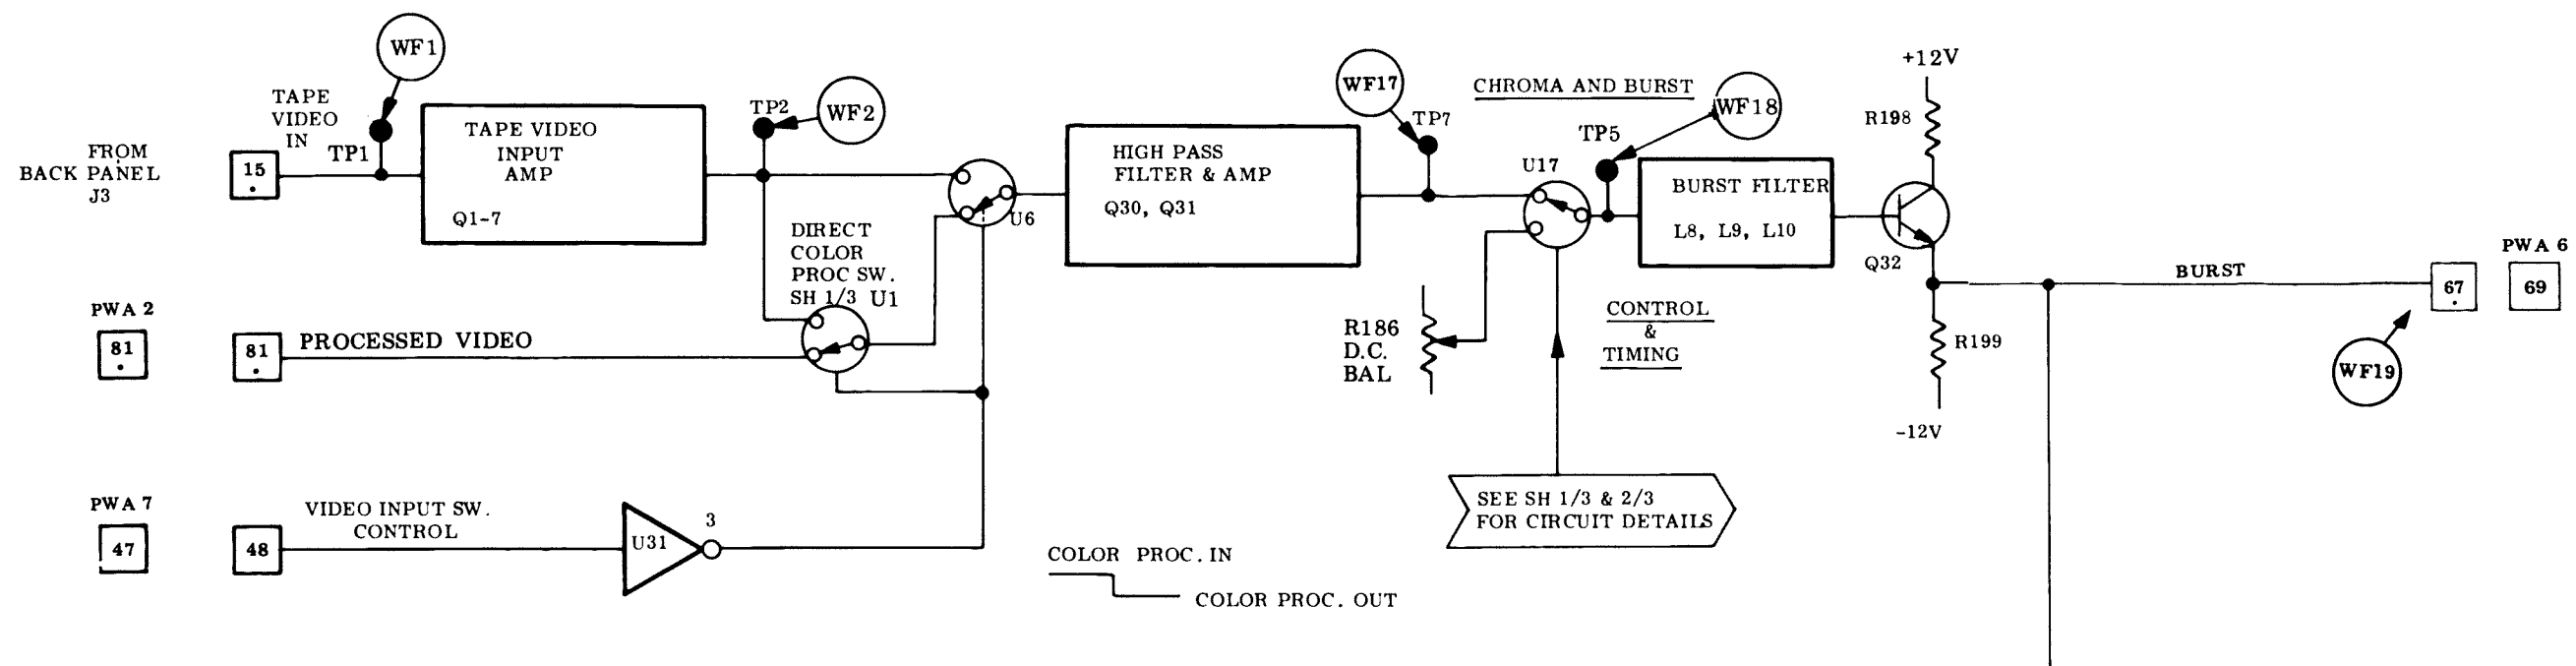 WF1
TAPE
VIDEO
IN
TP1
FROM
BACK PANEL
J3
15
TAPE VIDEO
INPUT
AMP
Q1-7
TP2
WF2
DIRECT
COLOR
PROC SW.
SH 1/3 U1
U6
PWA 2
81
81
PROCESSED VIDEO
PWA 7
47
48
VIDEO INPUT SW.
CONTROL
U31
3
HIGH PASS
FILTER & AMP
Q30, Q31
WF17
TP7
CHROMA AND BURST
WF18
TP5
U17
R186
D.C.
BAL
CONTROL
&
TIMING
SEE SH 1/3 & 2/3
FOR CIRCUIT DETAILS
COLOR PROC. IN
COLOR PROC. OUT
BURST FILTER
L8, L9, L10
+12V
R198
Q32
R199
-12V
BURST
67
PWA 6
69
WF19